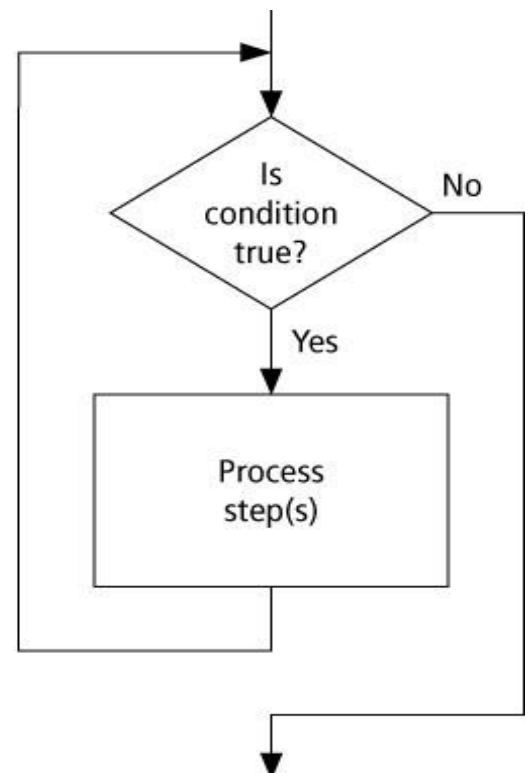 Is
condition
true?
No
Yes
Process
step(s)